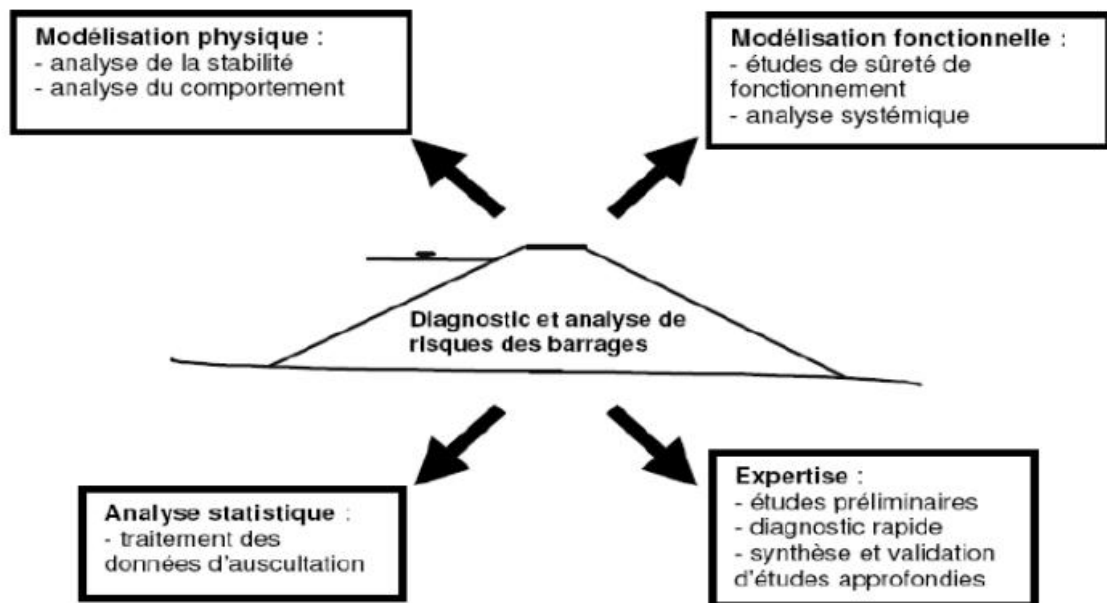 Modélisation physique :
- analyse de la stabilité
- analyse du comportement
Modélisation fonctionnelle :
- études de sûreté de
fonctionnement
- analyse systémique
Diagnostic et analyse de
risques des barrages
Analyse statistique :
- traitement des
données d'auscultation
Expertise :
- études préliminaires
- diagnostic rapide
- synthèse et validation
d'études approfondies